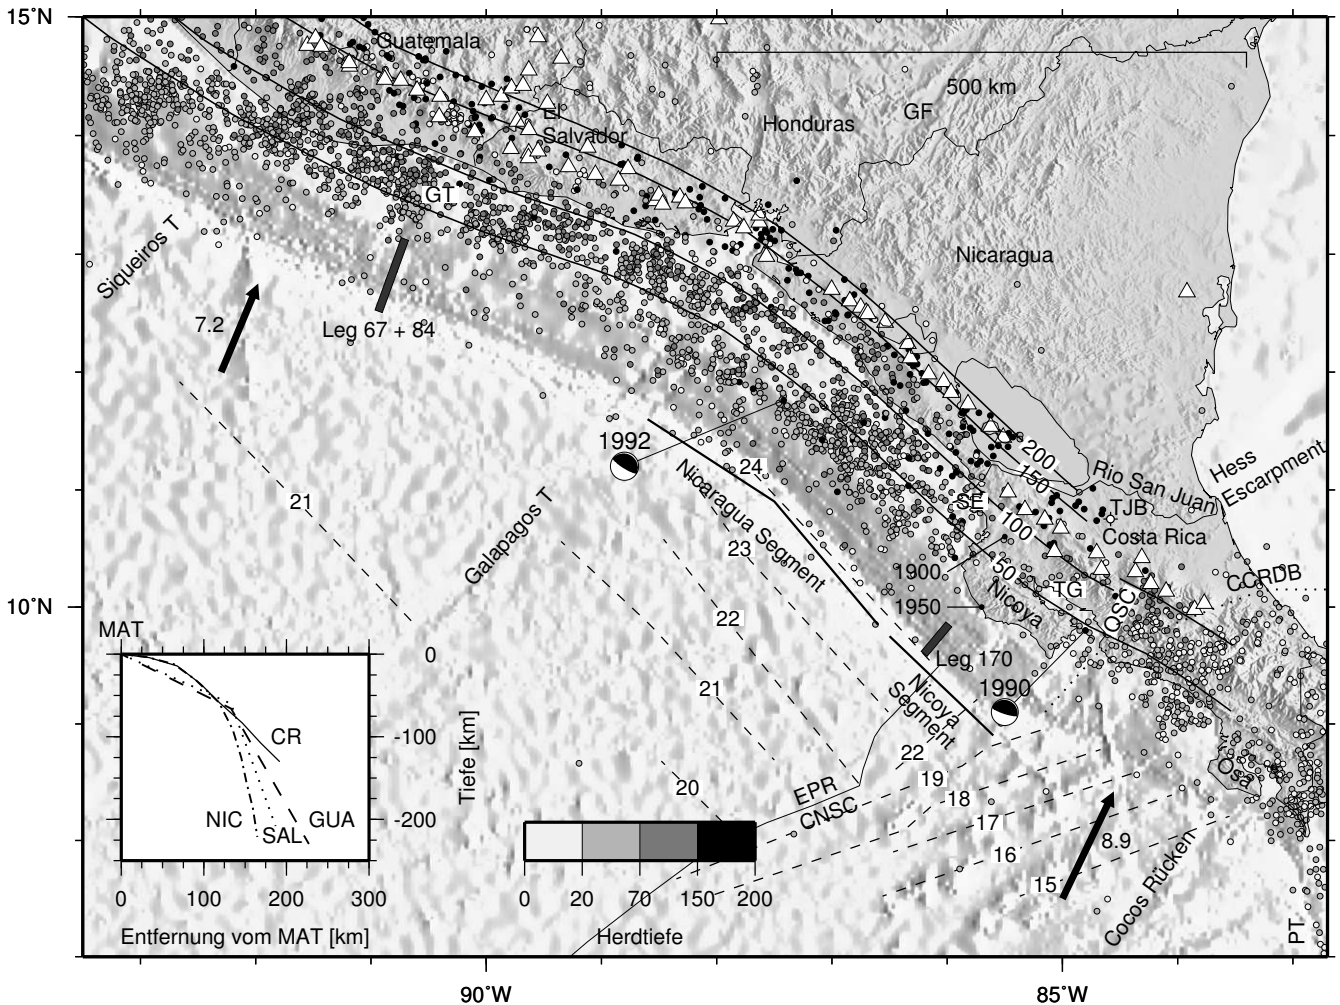 15°N
Guatemala
500 km
GF
Honduras
El
Salvador
GT
Siqueiros T
Nicaragua
7.2
Leg 67 + 84
1992
24
Nicaragua Segment
200
150
100
50
Rio San Juan
Hess
Escarpment
TJB
Costa Rica
SE
21
Galapagos T
23
1900
1950
Nicoya
TG
QSC
CCRDB
10°N
22
Leg 170
MAT
0
-100
-200
Tiefe [km]
CR
NIC
SAL
GUA
0
100
200
300
Entfernung vom MAT [km]
21
1990
Nicoya
Segment
22
19
18
17
16
15
20
EPR
CNSC
Osa
8.9
Cocos Rücken
PT
0
20
70
150
200
Herdtiefe
90°W
85°W